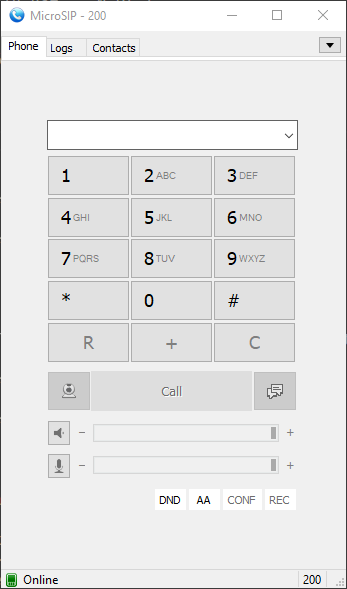 MicroSIP - 200
Phone Logs Contacts
1 2 ABC 3 DEF
4 GHI 5 JKL 6 MNO
7 PQRS 8 TUV 9 WXYZ
* 0 #
R + C
Call
− +
− +
DND AA CONF REC
Online 200